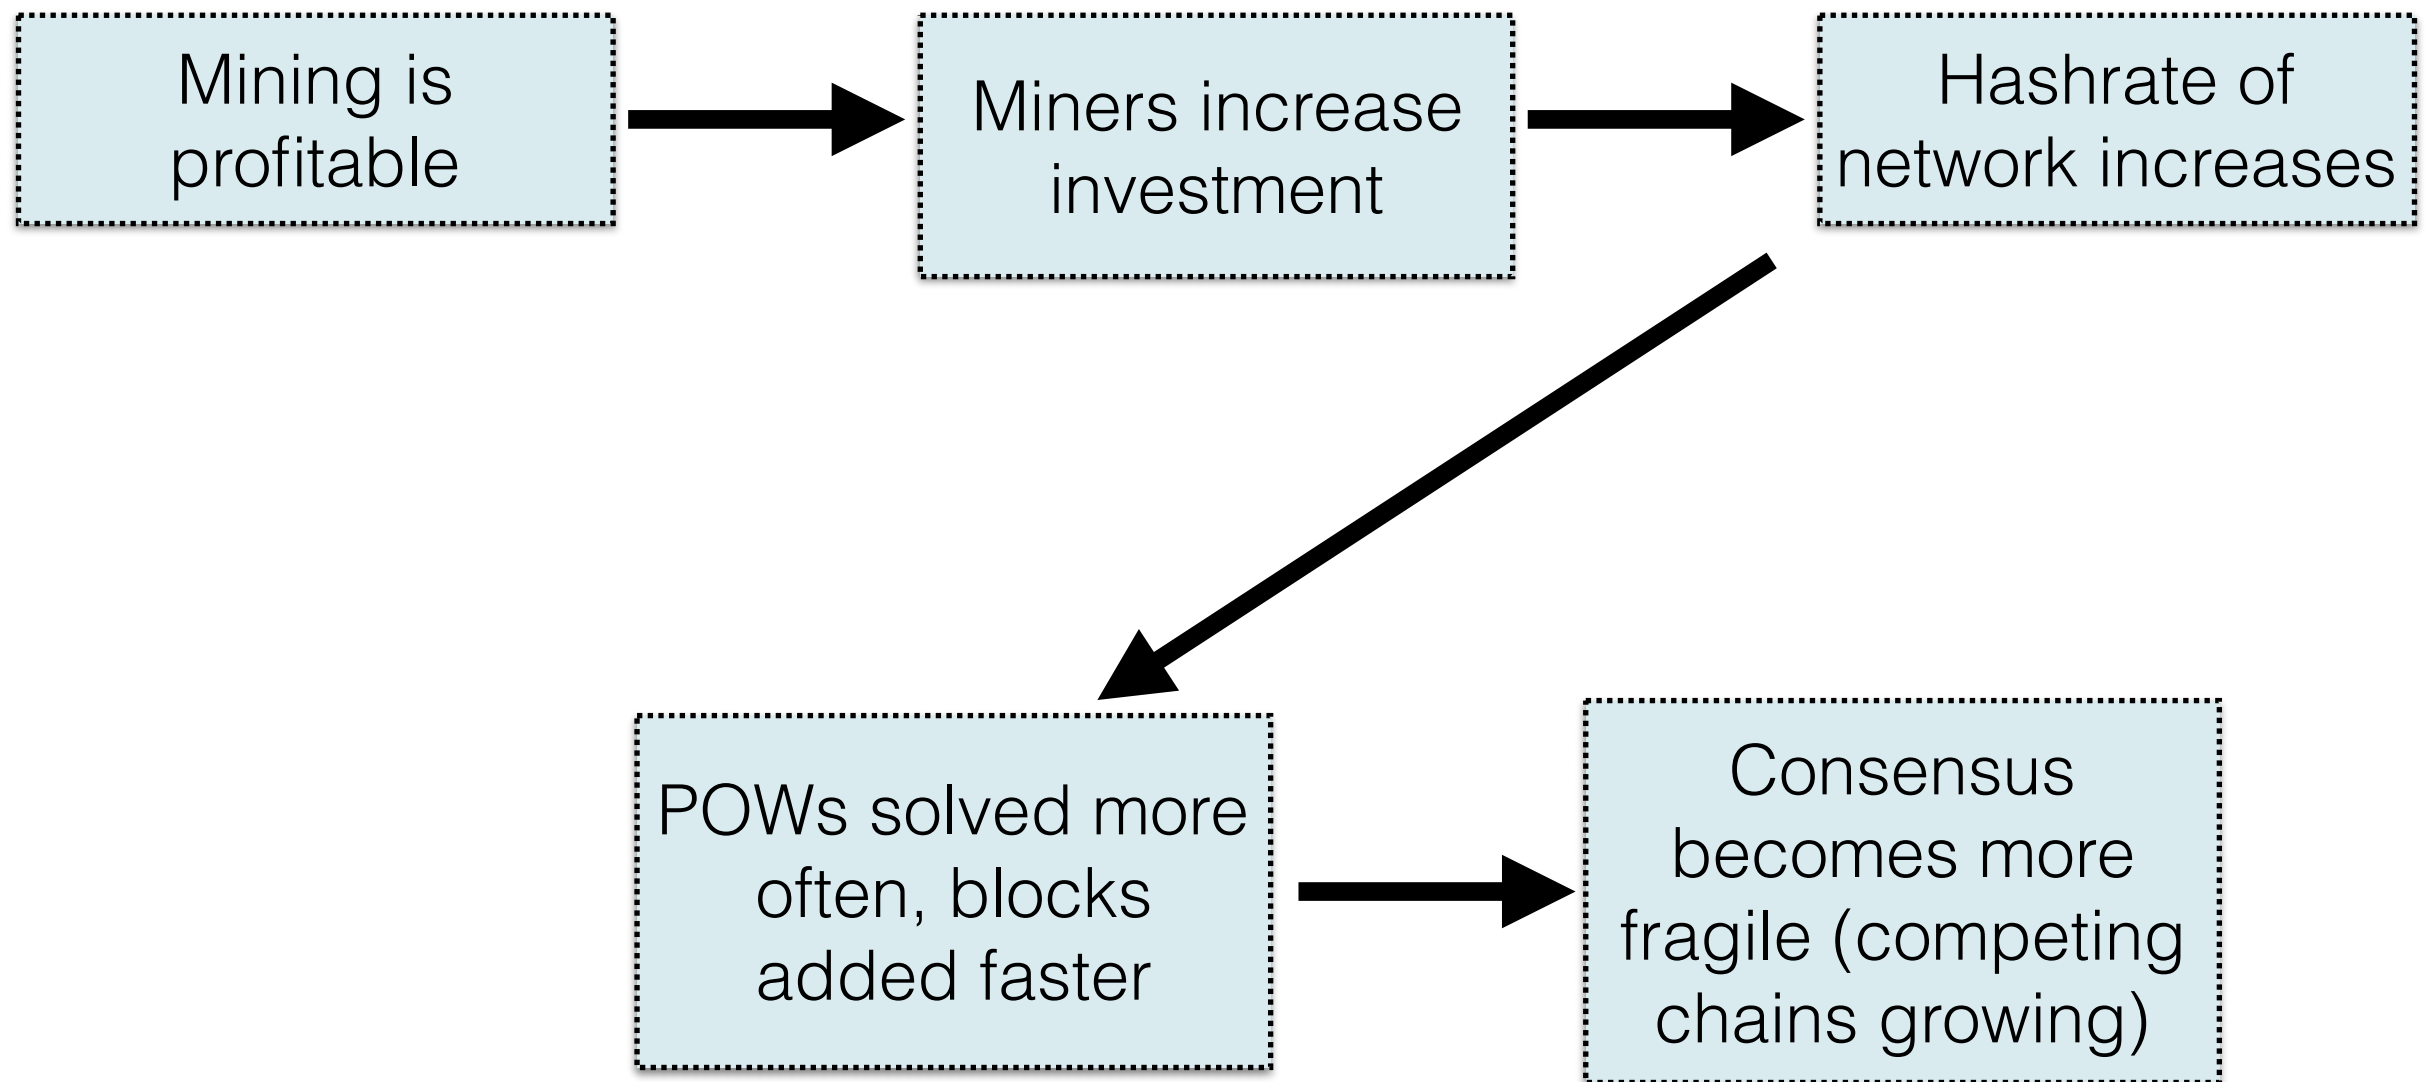 Mining is
profitable
Miners increase
investment
Hashrate of
network increases
POWs solved more
often, blocks
added faster
Consensus
becomes more
fragile (competing
chains growing)